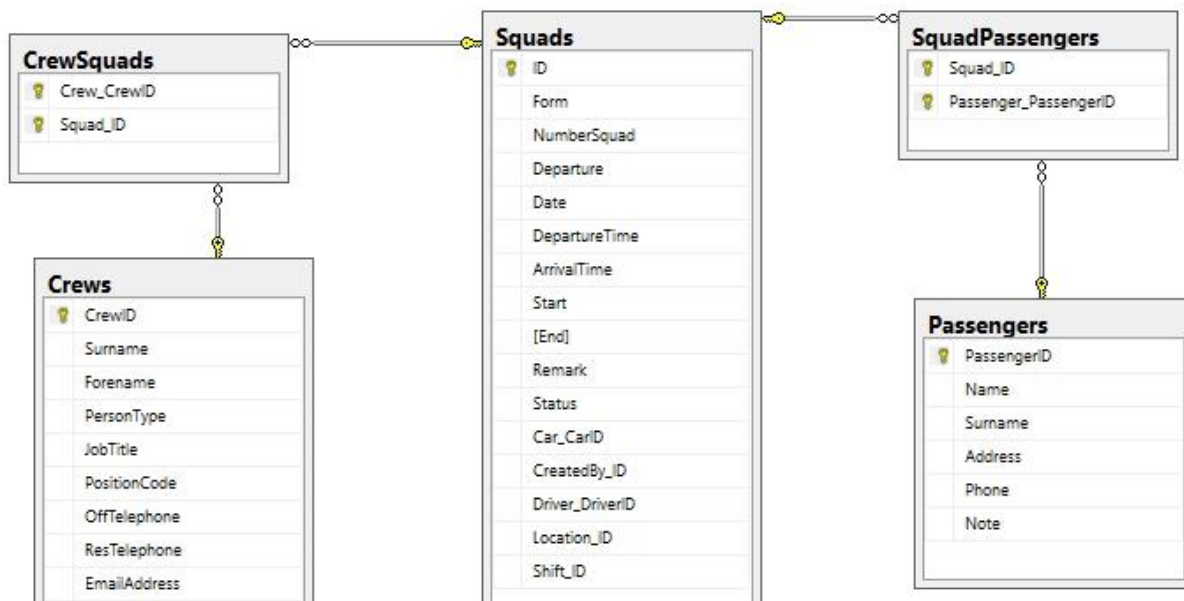 CrewSquads
Crew_CrewID
Squad_ID
Crews
CrewID
Surname
Forename
PersonType
JobTitle
PositionCode
OffTelephone
ResTelephone
EmailAddress
Squads
ID
Form
NumberSquad
Departure
Date
DepartureTime
ArrivalTime
Start
[End]
Remark
Status
Car_CarID
CreatedBy_ID
Driver_DriverID
Location_ID
Shift_ID
SquadPassengers
Squad_ID
Passenger_PassengerID
Passengers
PassengerID
Name
Surname
Address
Phone
Note